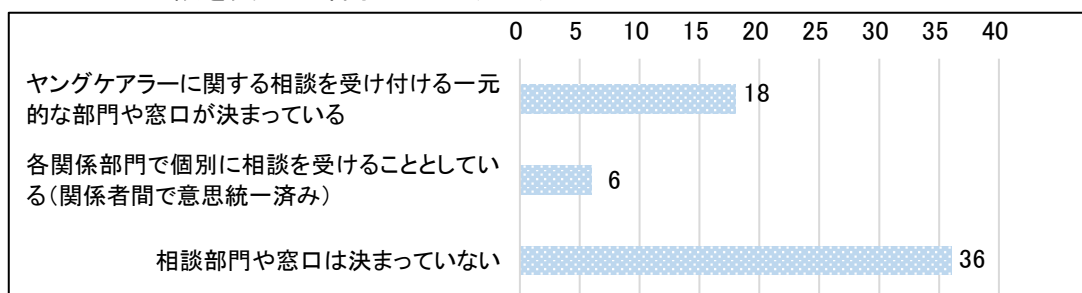 0 5 10 15 20 25 30 35 40
ヤングケアラーに関する相談を受け付ける一元
的な部門や窓口が決まっている
18
各関係部門で個別に相談を受けることとしてい
る(関係者間で意思統一済み)
6
相談部門や窓口は決まっていない
36